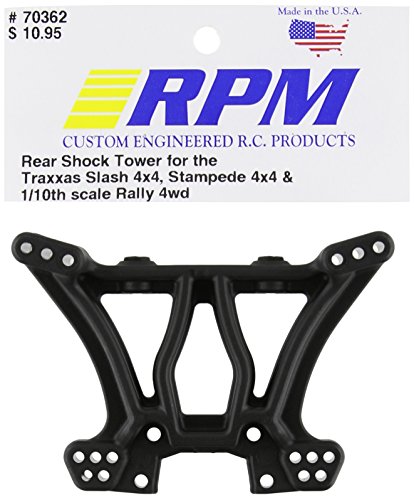 # 70362
$ 10.95
Made in the U.S.A.
RPM
CUSTOM ENGINEERED R.C. PRODUCTS
Rear Shock Tower for the
Traxxas Slash 4x4, Stampede 4x4 &
1/10th scale Rally 4wd